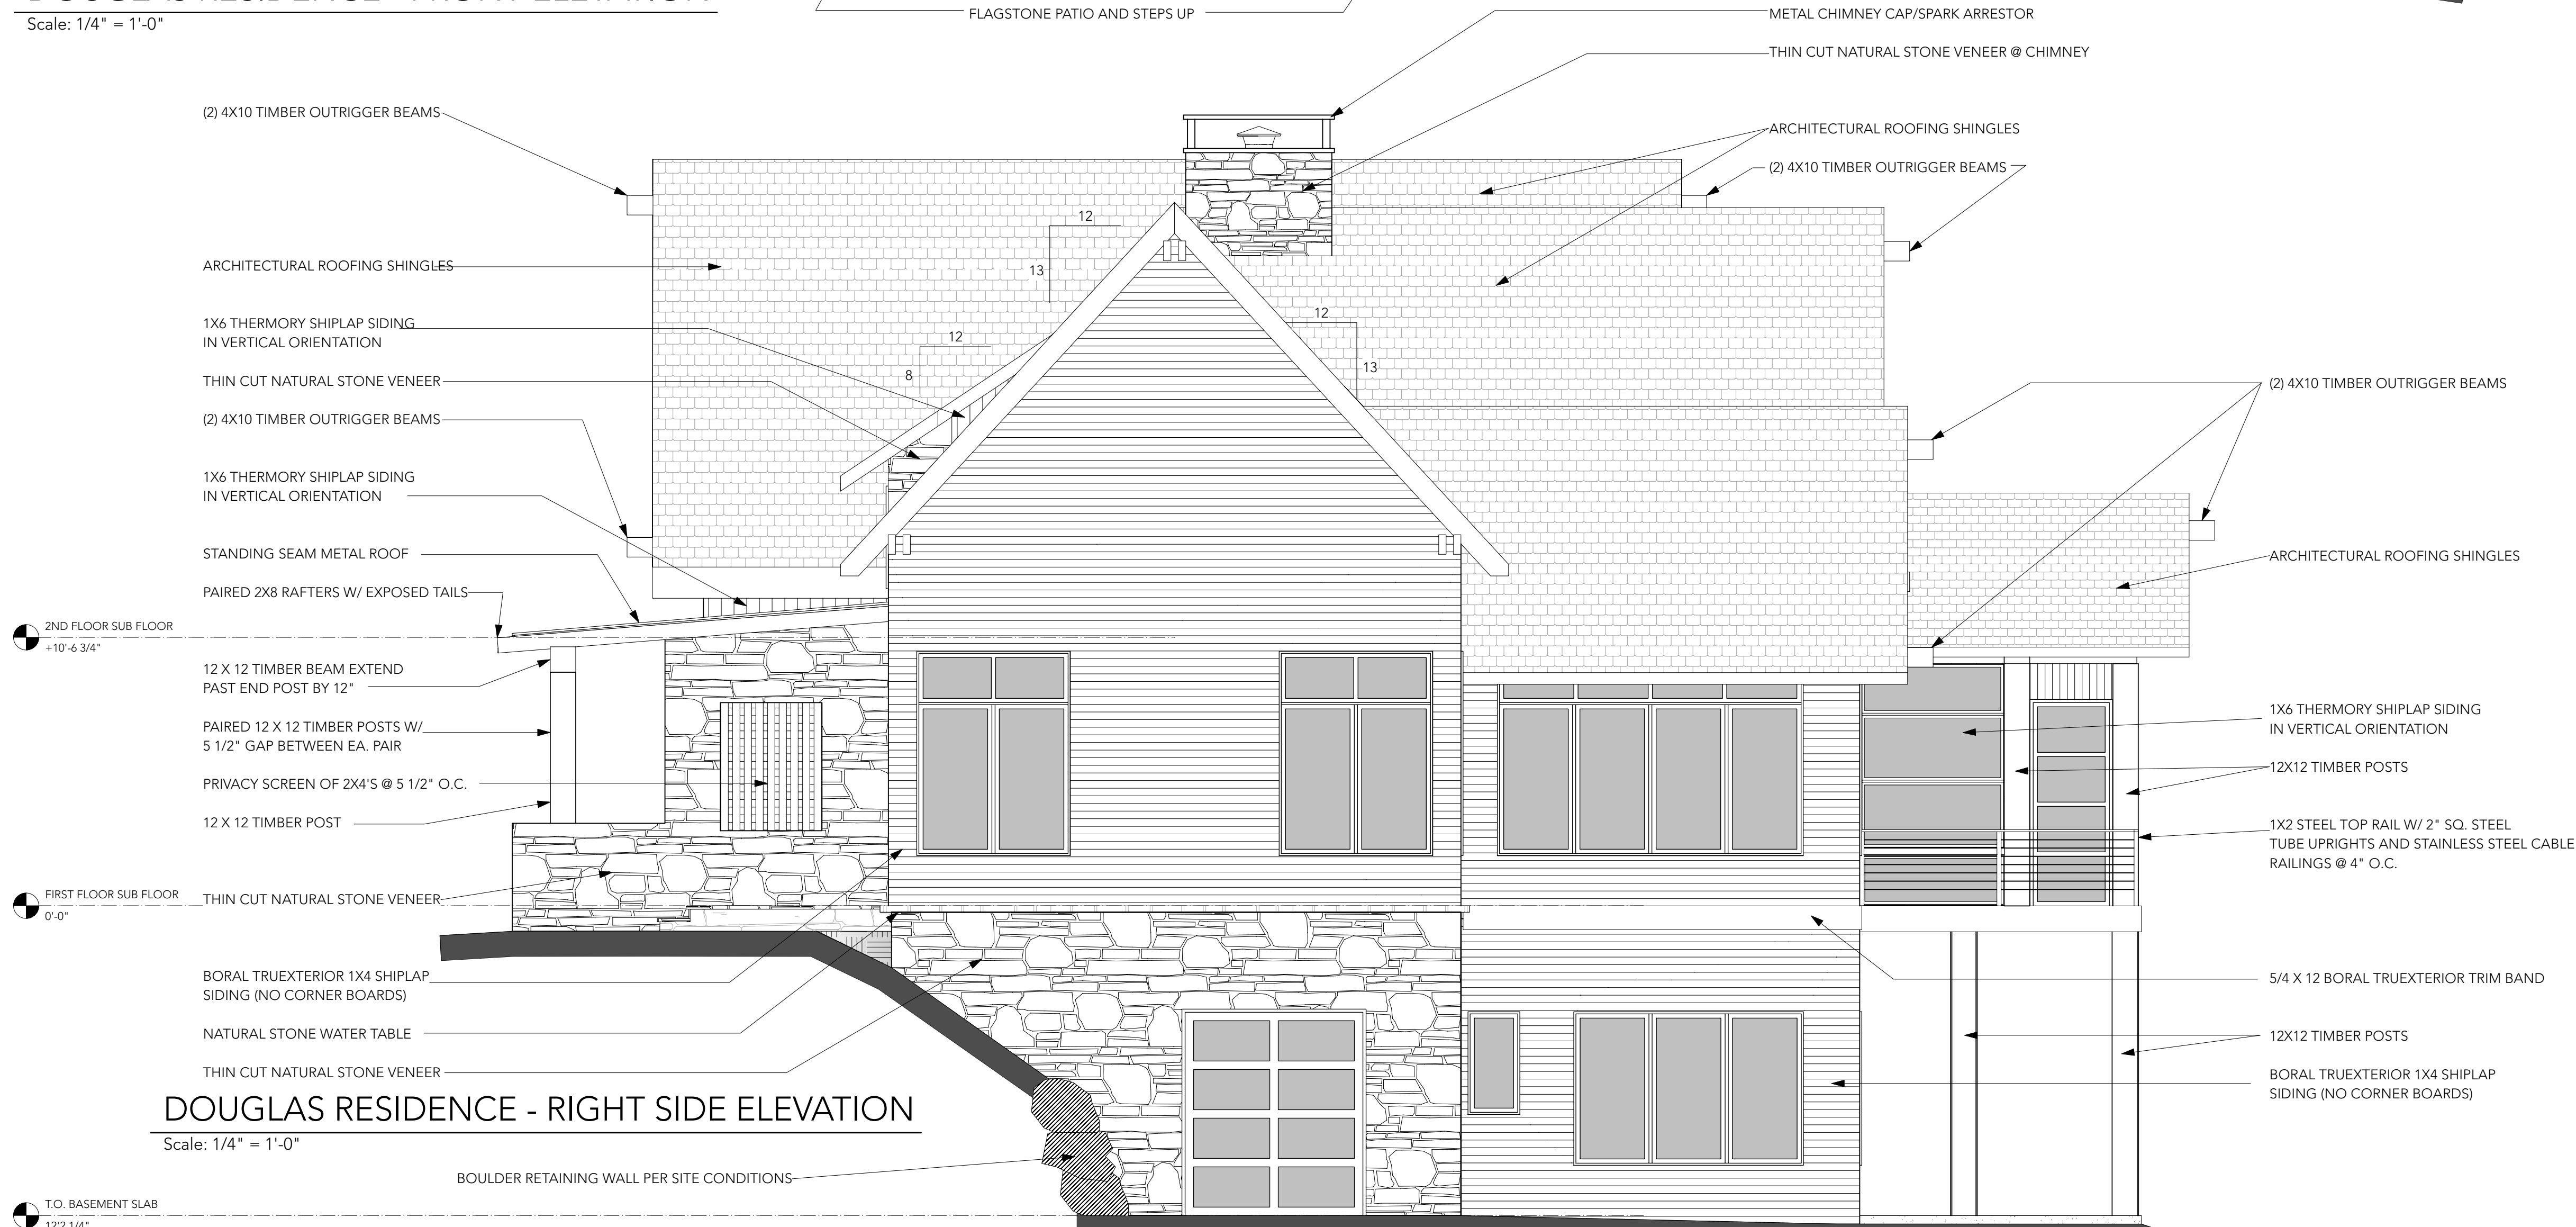 Scale: 1/4" = 1'-0"
FLAGSTONE PATIO AND STEPS UP
METAL CHIMNEY CAP/SPARK ARRESTOR
THIN CUT NATURAL STONE VENEER @ CHIMNEY
(2) 4X10 TIMBER OUTRIGGER BEAMS
ARCHITECTURAL ROOFING SHINGLES
(2) 4X10 TIMBER OUTRIGGER BEAMS
12
13
ARCHITECTURAL ROOFING SHINGLES
1X6 THERMORY SHIPLAP SIDING
IN VERTICAL ORIENTATION
12
13
12
8
THIN CUT NATURAL STONE VENEER
(2) 4X10 TIMBER OUTRIGGER BEAMS
(2) 4X10 TIMBER OUTRIGGER BEAMS
1X6 THERMORY SHIPLAP SIDING
IN VERTICAL ORIENTATION
STANDING SEAM METAL ROOF
ARCHITECTURAL ROOFING SHINGLES
PAIRED 2X8 RAFTERS W/ EXPOSED TAILS
2ND FLOOR SUB FLOOR
+10'-6 3/4"
12 X 12 TIMBER BEAM EXTEND
PAST END POST BY 12"
PAIRED 12 X 12 TIMBER POSTS W/
5 1/2" GAP BETWEEN EA. PAIR
PRIVACY SCREEN OF 2X4'S @ 5 1/2" O.C.
12 X 12 TIMBER POST
1X6 THERMORY SHIPLAP SIDING
IN VERTICAL ORIENTATION
12X12 TIMBER POSTS
1X2 STEEL TOP RAIL W/ 2" SQ. STEEL
TUBE UPRIGHTS AND STAINLESS STEEL CABLE
RAILINGS @ 4" O.C.
FIRST FLOOR SUB FLOOR
0'-0"
THIN CUT NATURAL STONE VENEER
BORAL TRUEXTERIOR 1X4 SHIPLAP
SIDING (NO CORNER BOARDS)
NATURAL STONE WATER TABLE
THIN CUT NATURAL STONE VENEER
5/4 X 12 BORAL TRUEXTERIOR TRIM BAND
12X12 TIMBER POSTS
BORAL TRUEXTERIOR 1X4 SHIPLAP
SIDING (NO CORNER BOARDS)
DOUGLAS RESIDENCE - RIGHT SIDE ELEVATION
Scale: 1/4" = 1'-0"
BOULDER RETAINING WALL PER SITE CONDITIONS
T.O. BASEMENT SLAB
12'2 1/4"